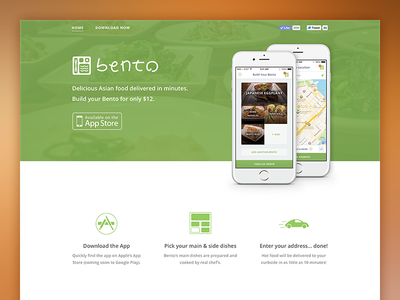 HOME
DOWNLOAD NOW
Like
Tweet
bento
Delicious Asian food delivered in minutes.
Build your Bento for only $12.
Available on the
App Store
Build Your Bento
JAPANESE EGGPLANT
Download the App
Quickly find the app on Apple's App
Store (coming soon to Google Play).
Pick your main & side dishes
Bento's main dishes are prepared and
cooked by real chefs.
Enter your address... done!
Hot food will be delivered to your
curbside in as little as 10 minutes!